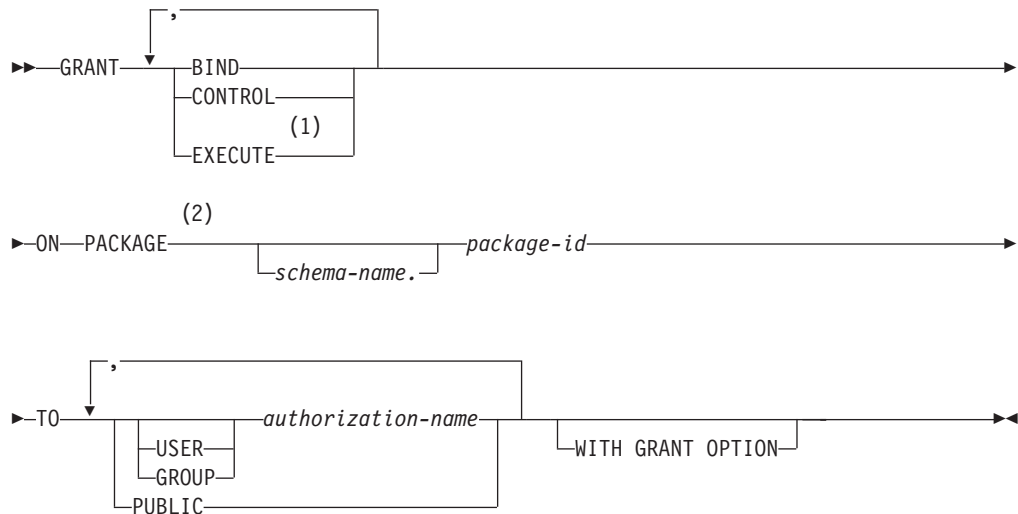 ,
GRANT BIND
CONTROL
(1)
EXECUTE
(2)
ON PACKAGE package-id
schema-name.
,
TO authorization-name
USER WITH GRANT OPTION
GROUP
PUBLIC